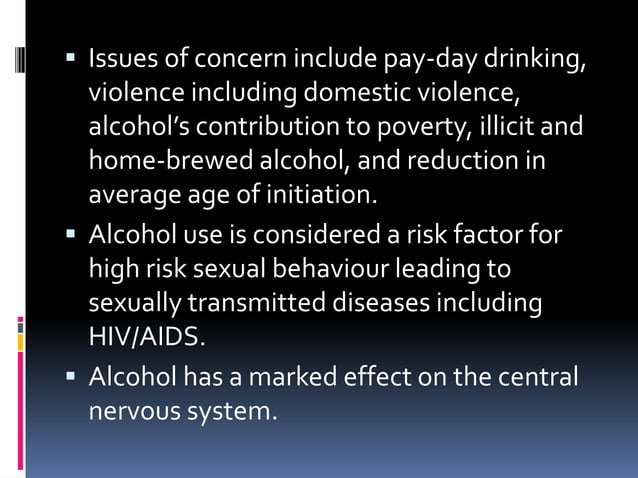 ▪ Issues of concern include pay-day drinking,
violence including domestic violence,
alcohol’s contribution to poverty, illicit and
home-brewed alcohol, and reduction in
average age of initiation.
▪ Alcohol use is considered a risk factor for
high risk sexual behaviour leading to
sexually transmitted diseases including
HIV/AIDS.
▪ Alcohol has a marked effect on the central
nervous system.